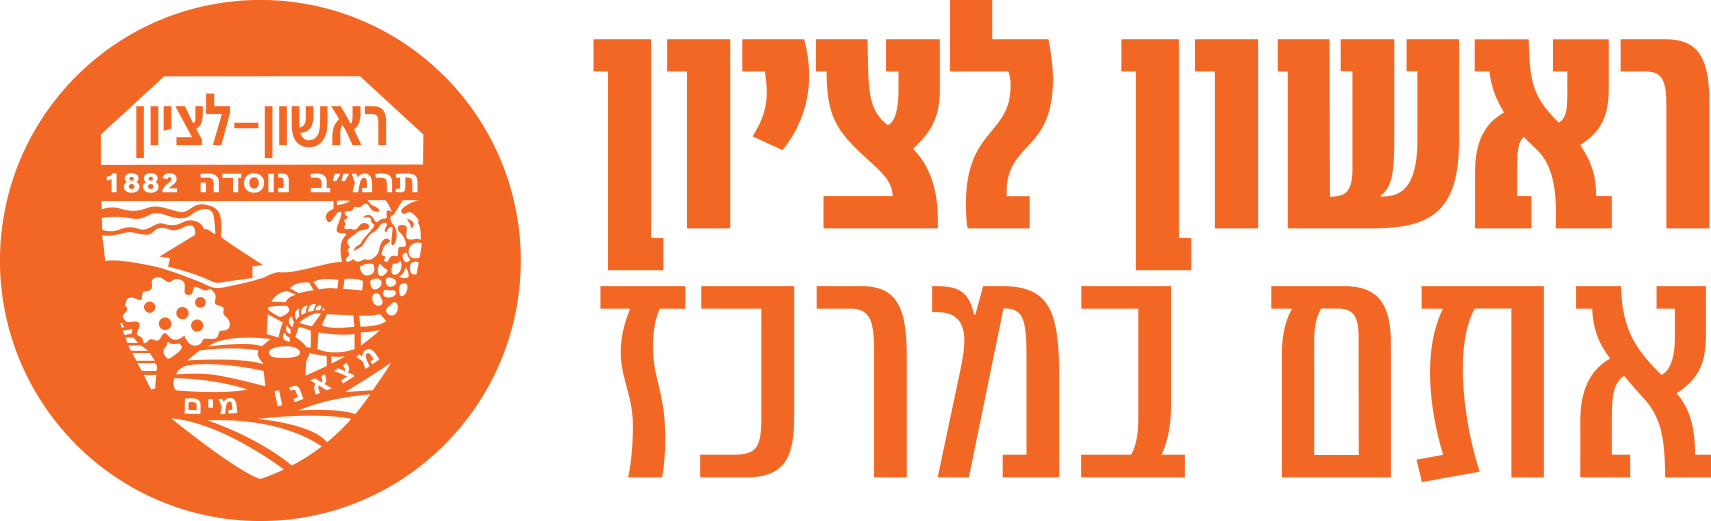 ראשון לציון
אתם במרכז
ראשון-לציון
תרמ״ב נוסדה 1882
מצאנו מים